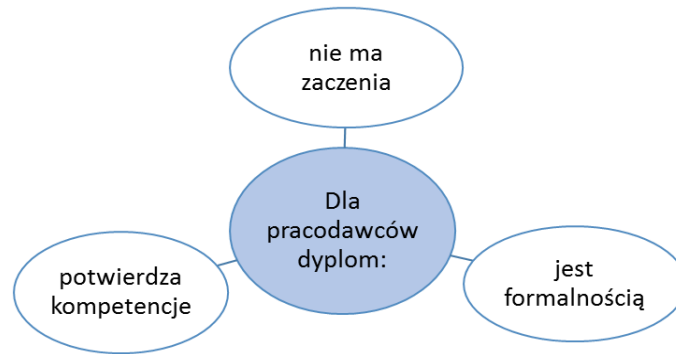 nie ma
zaczenia
Dla
pracodawców
dyplom:
potwierdza
kompetencje
jest
formalnością